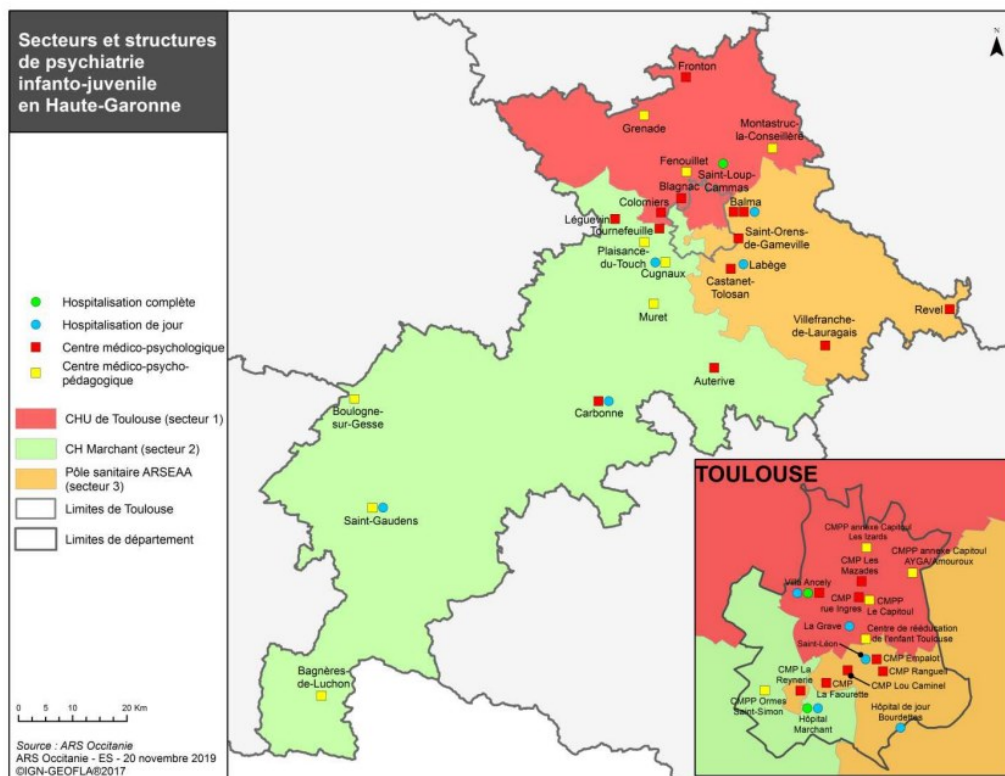 Secteurs et structures
de psychiatrie
infanto-juvenile
en Haute-Garonne
N
Fronton
Grenade
Montastruc-
la-Conseillère
Fenouillet
Saint-Loup-
Cammas
Blagnac
Colomiers
Balma
Léguevin
Tournefeuille
Saint-Orens-
de-Gameville
Plaisance-
du-Touch
Cugnaux
Labège
Castanet-
Tolosan
Muret
Revel
Villefranche-
de-Lauragais
Auterive
Boulogne-
sur-Gesse
Carbonne
Saint-Gaudens
Bagnères-
de-Luchon
Hospitalisation complète
Hospitalisation de jour
Centre médico-psychologique
Centre médico-psycho-
pédagogique
CHU de Toulouse (secteur 1)
CH Marchant (secteur 2)
Pôle sanitaire ARSEAA
(secteur 3)
Limites de Toulouse
Limites de département
0 5 10 20 Km
Source : ARS Occitanie
ARS Occitanie - ES - 20 novembre 2019
©IGN-GEOFLA®2017
TOULOUSE
CMPP annexe Capitoul
Les Izards
CMPP annexe Capitoul
AYGA/Amouroux
CMP Les
Mazades
Villa Ancely
CMP
rue Ingres
CMPP
Le Capitoul
La Grave
Centre de rééducation
de l'enfant Toulouse
Saint-Léon
CMP Empalot
CMP Rangueil
CMP La
Reynerie
CMP
La Faourette
CMP Lou Caminel
CMPP Ormes
Saint-Simon
Hôpital
Marchant
Hôpital de jour
Bourdettes